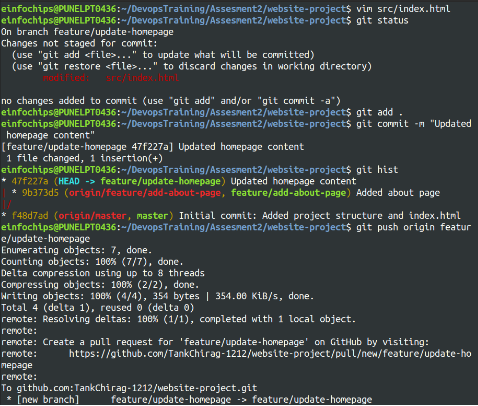 einfochips@PUNELPT0436:~/DevopsTraining/Assesment2/website-project$ vim src/index.html
einfochips@PUNELPT0436:~/DevopsTraining/Assesment2/website-project$ git status
On branch feature/update-homepage
Changes not staged for commit:
  (use "git add <file>..." to update what will be committed)
  (use "git restore <file>..." to discard changes in working directory)
        modified:   src/index.html

no changes added to commit (use "git add" and/or "git commit -a")
einfochips@PUNELPT0436:~/DevopsTraining/Assesment2/website-project$ git add .
einfochips@PUNELPT0436:~/DevopsTraining/Assesment2/website-project$ git commit -m "Updated
 homepage content"
[feature/update-homepage 47f227a] Updated homepage content
 1 file changed, 1 insertion(+)
einfochips@PUNELPT0436:~/DevopsTraining/Assesment2/website-project$ git hist
* 47f227a (HEAD -> feature/update-homepage) Updated homepage content
| * 9b373d5 (origin/feature/add-about-page, feature/add-about-page) Added about page
|/
* f48d7ad (origin/master, master) Initial commit: Added project structure and index.html
einfochips@PUNELPT0436:~/DevopsTraining/Assesment2/website-project$ git push origin featur
e/update-homepage
Enumerating objects: 7, done.
Counting objects: 100% (7/7), done.
Delta compression using up to 8 threads
Compressing objects: 100% (2/2), done.
Writing objects: 100% (4/4), 354 bytes | 354.00 KiB/s, done.
Total 4 (delta 1), reused 0 (delta 0)
remote: Resolving deltas: 100% (1/1), completed with 1 local object.
remote:
remote: Create a pull request for 'feature/update-homepage' on GitHub by visiting:
remote:      https://github.com/TankChirag-1212/website-project/pull/new/feature/update-ho
mepage
remote:
To github.com:TankChirag-1212/website-project.git
 * [new branch]      feature/update-homepage -> feature/update-homepage